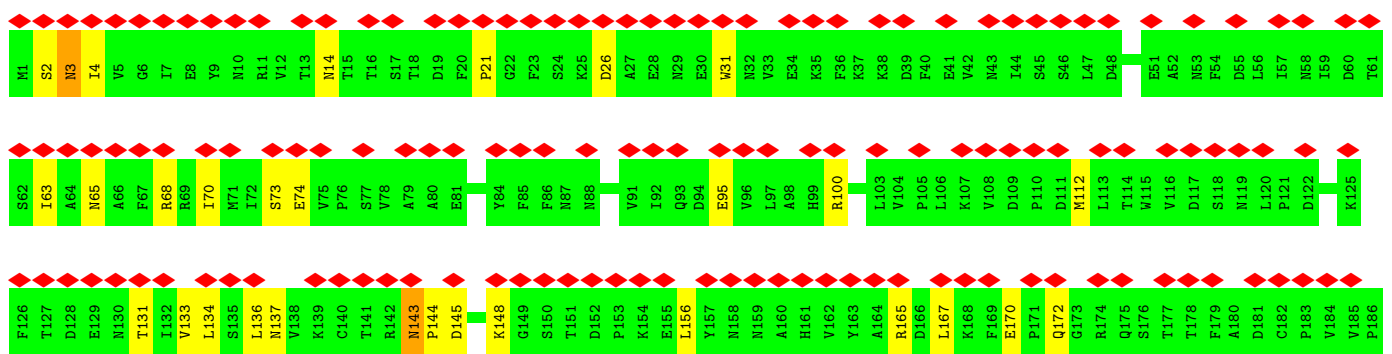 M1 S2 N3 I4 V5 G6 I7 E8 Y9 N10 R11 V12 T13 N14 T15 T16 S17 T18 D19 F20 P21 G22 F23 S24 K25 D26 A27 E28 N29 E30 W31 N32 V33 E34 K35 F36 K37 K38 D39 F40 E41 V42 N43 I44 S45 S46 L47 D48 E51 A52 N53 F54 D55 L56 I57 N58 I59 D60 T61
S62 I63 A64 N65 A66 F67 R68 R69 I70 M71 I72 S73 E74 V75 P76 S77 V78 A79 A80 E81 Y84 F85 F86 N87 N88 V91 I92 Q93 D94 E95 V96 L97 A98 H99 R100 L103 V104 P105 L106 K107 V108 D109 P110 D111 M112 L113 T114 W115 V116 D117 S118 N119 L120 P121 D122 K125
F126 T127 D128 E129 N130 T131 I132 V133 L134 S135 L136 N137 V138 K139 C140 T141 R142 N143 P144 D145 K148 G149 S150 T151 D152 P153 K154 E155 L156 Y157 N158 N159 A160 H161 V162 Y163 A164 R165 D166 L167 K168 F169 E170 P171 Q172 G173 R174 Q175 S176 T177 T178 F179 A180 D181 C182 P183 V184 V185 P186